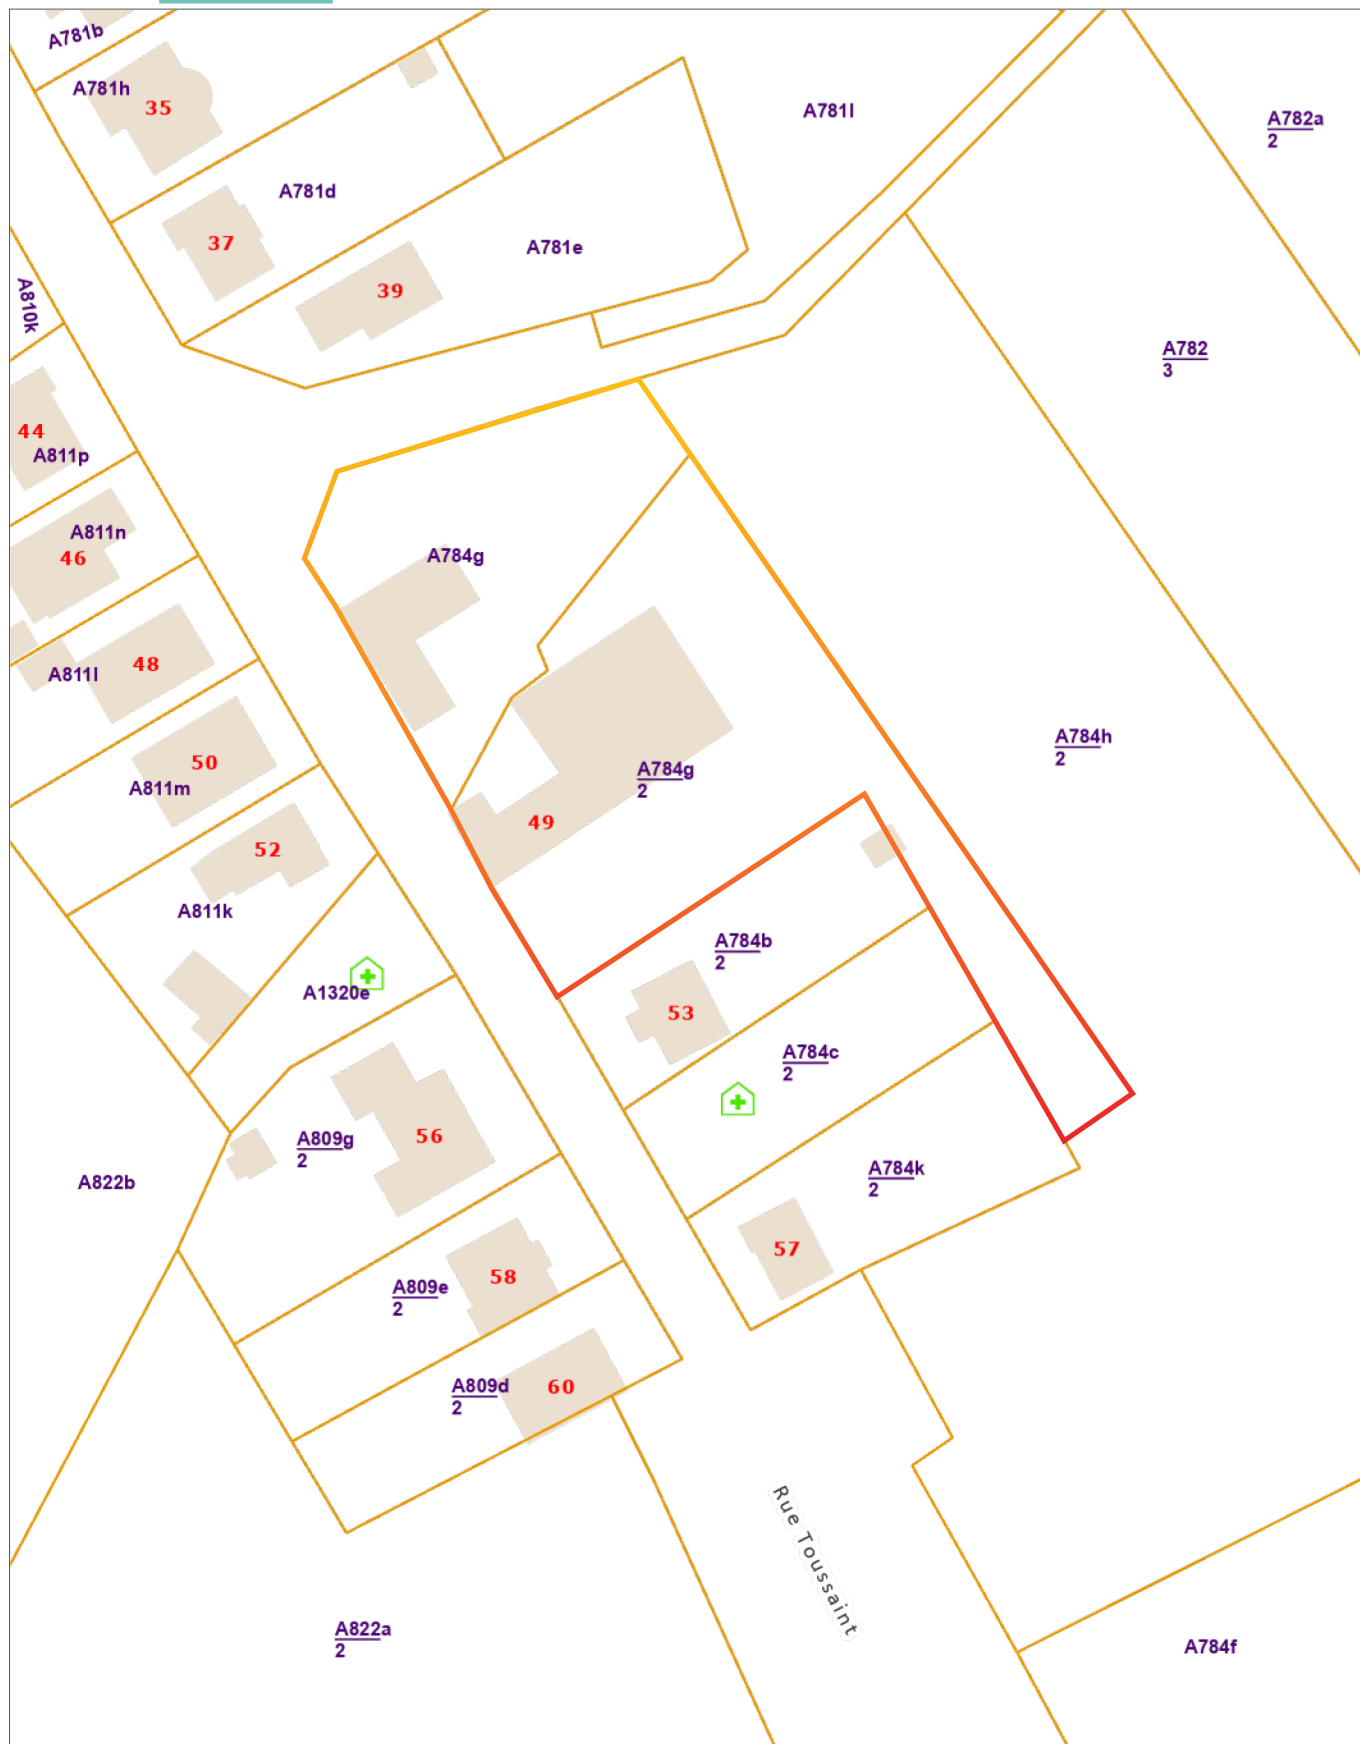 A781b
A781h
35
A781l
A782a
2
A781d
37
A781e
39
A810k
A782
3
44
A811p
A811n
46
A784g
A811l
48
50
A811m
A784h
2
A784g
2
49
52
A811k
A784b
2
A1320e
53
A784c
2
A809g
2
56
A822b
A784k
2
57
A809e
2
58
A809d
2
60
Rue Toussaint
A822a
2
A784f